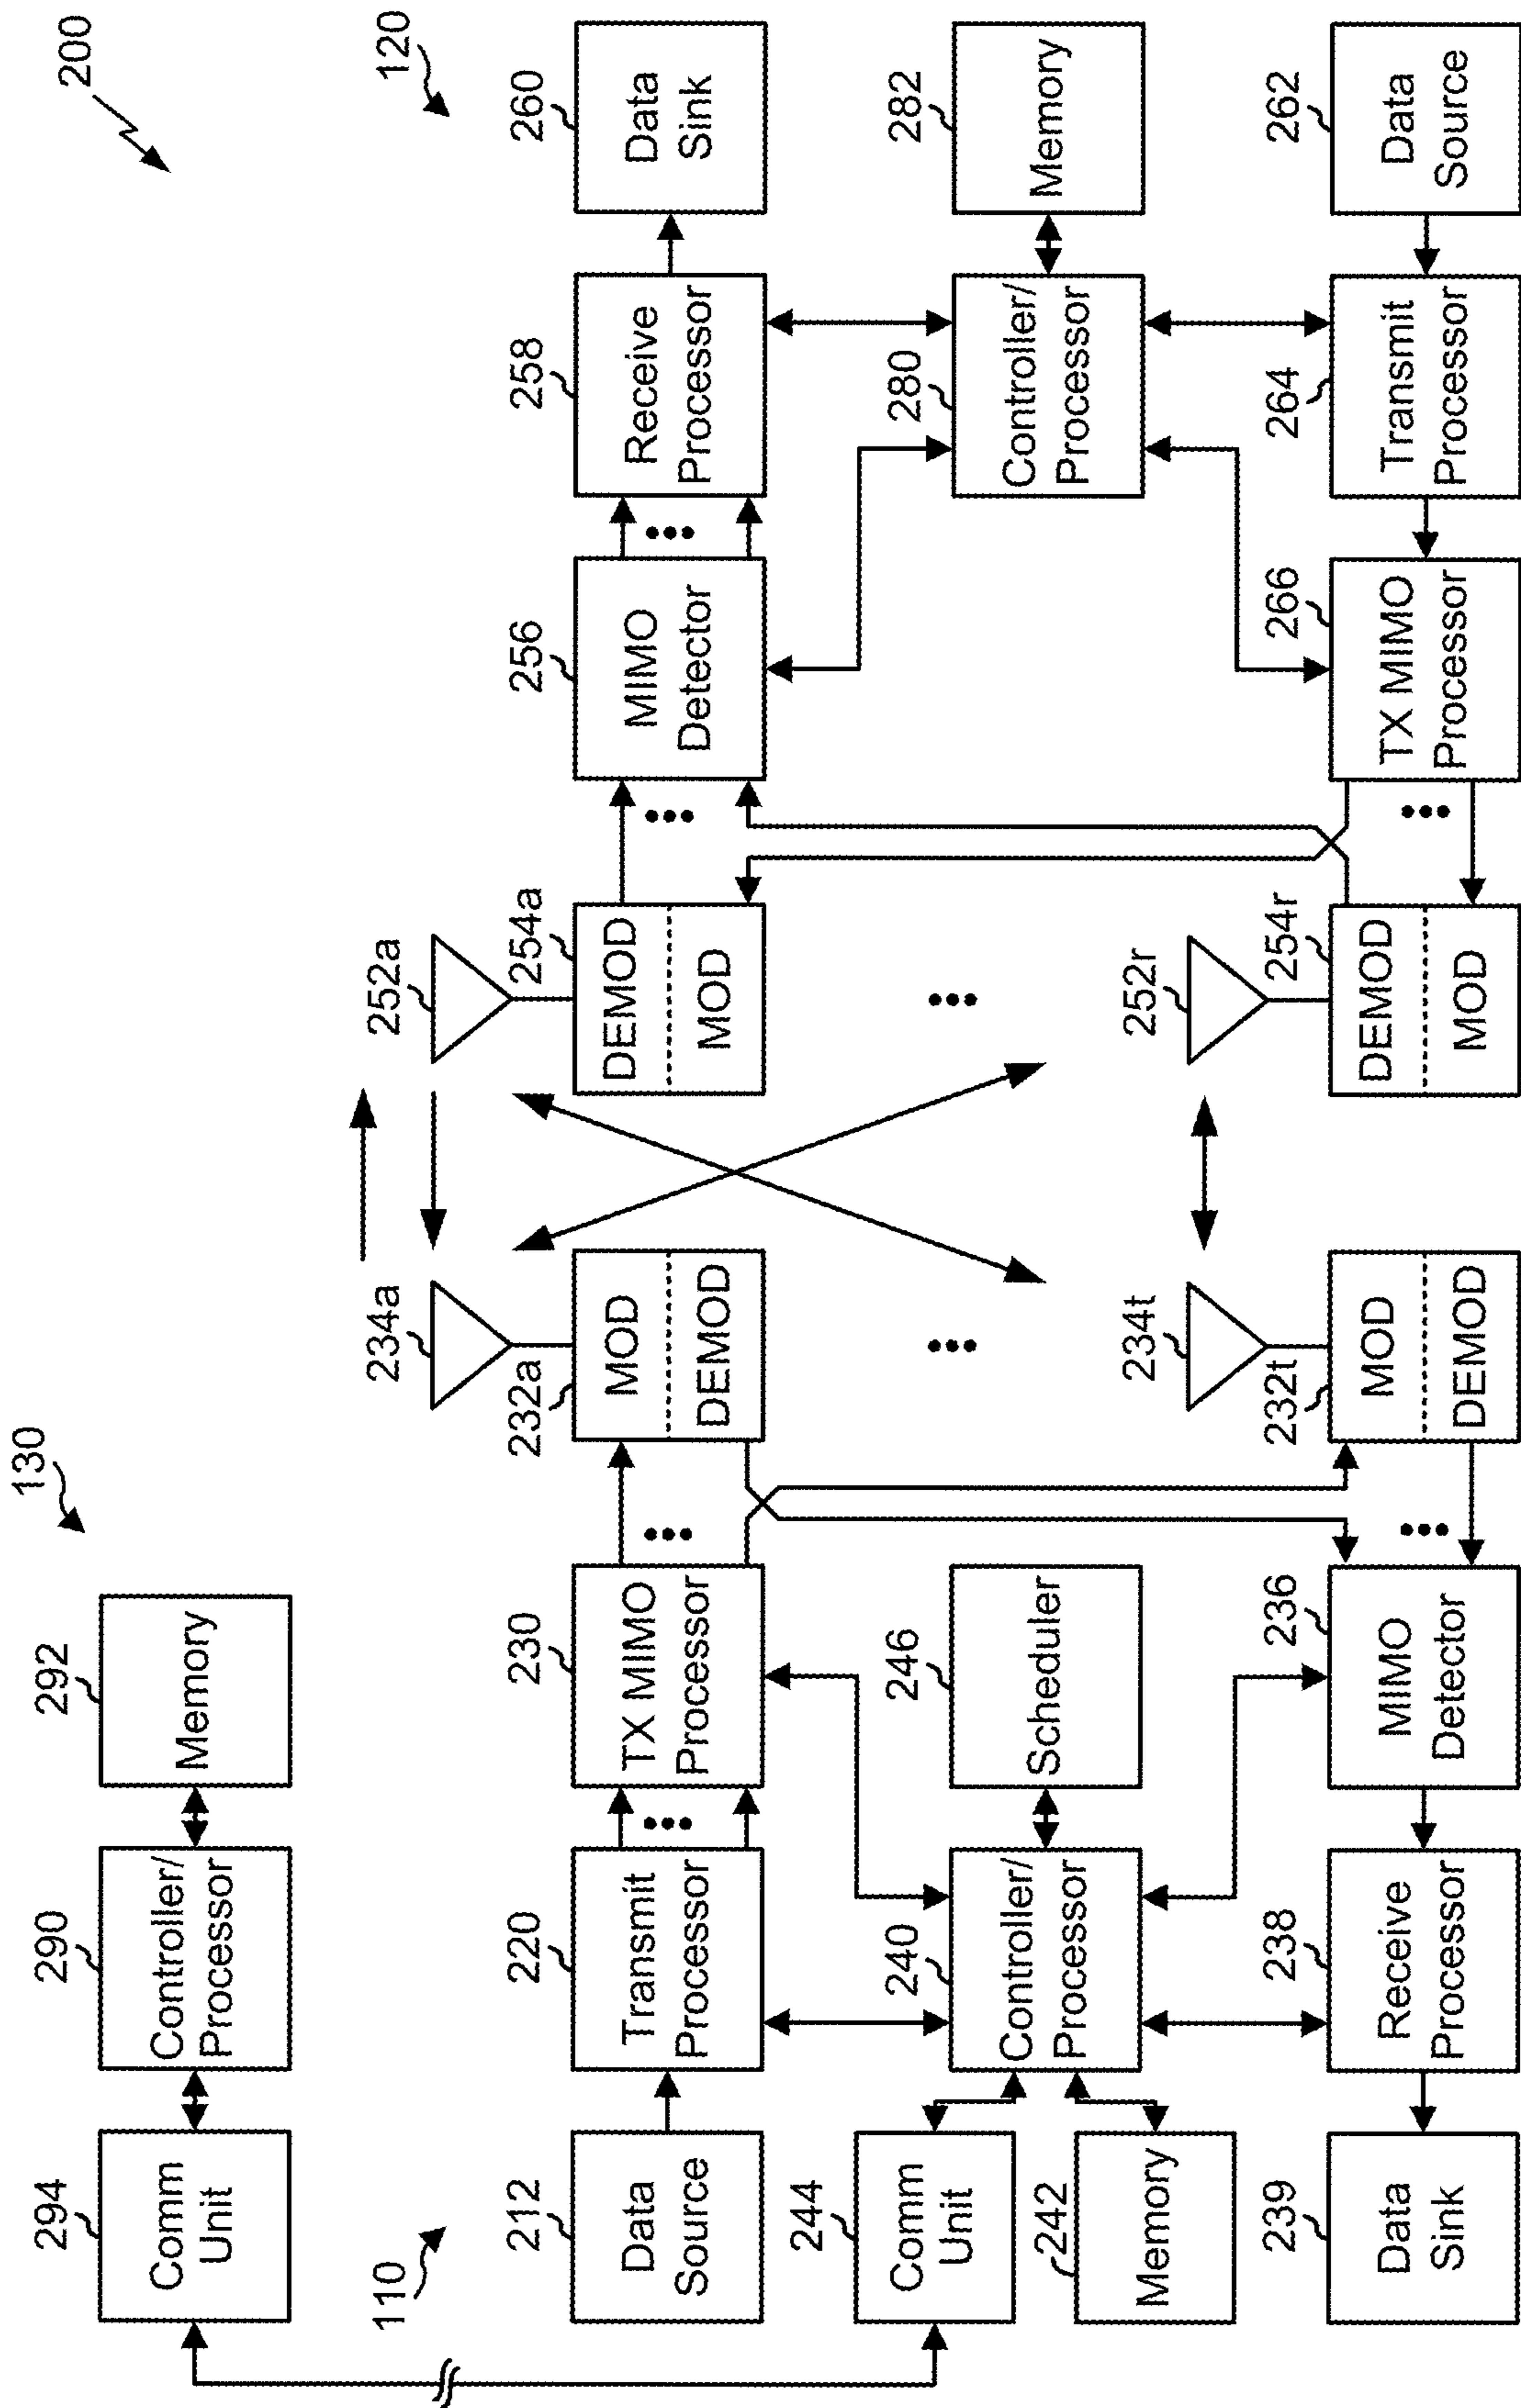 200
130
294
Comm
Unit
290
Controller/
Processor
292
Memory
110
120
212
Data
Source
220
Transmit
Processor
230
TX MIMO
Processor
232a
MOD
DEMOD
234a
252a
254a
DEMOD
MOD
256
MIMO
Detector
258
Receive
Processor
260
Data
Sink
244
Comm
Unit
242
Memory
240
Controller/
Processor
246
Scheduler
280
Controller/
Processor
282
Memory
239
Data
Sink
238
Receive
Processor
236
MIMO
Detector
232t
MOD
DEMOD
234t
252r
254r
DEMOD
MOD
266
TX MIMO
Processor
264
Transmit
Processor
262
Data
Source